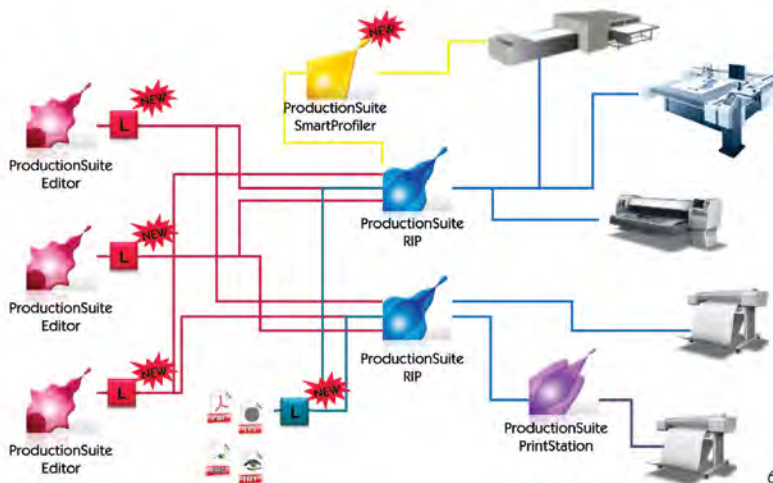 NEW
ProductionSuite
SmartProfiler
NEW
L
ProductionSuite
Editor
ProductionSuite
RIP
NEW
L
ProductionSuite
Editor
ProductionSuite
RIP
NEW
L
ProductionSuite
Editor
NEW
L
ProductionSuite
PrintStation
6